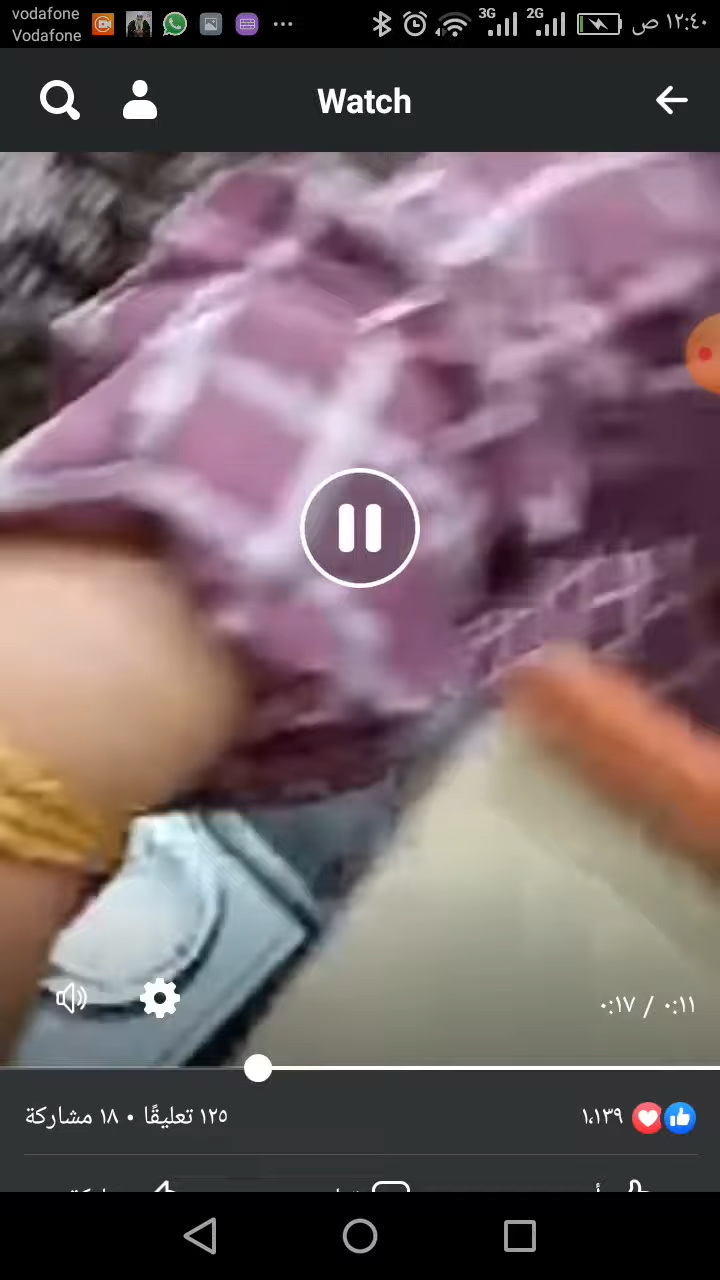 vodafone
Vodafone
3G 2G ١٢:٤٠ ص
Watch
٠:١١ / ٠:١٧
١،١٣٩
١٢٥ تعليقًا • ١٨ مشاركة